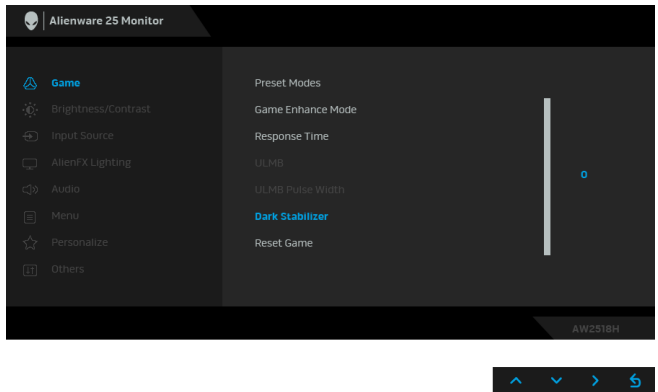 Alienware 25 Monitor
Game
Brightness/Contrast
Input Source
AlienFX Lighting
Audio
Menu
Personalize
Others
Preset Modes
Game Enhance Mode
Response Time
ULMB
ULMB Pulse Width
Dark Stabilizer
Reset Game
0
AW2518H